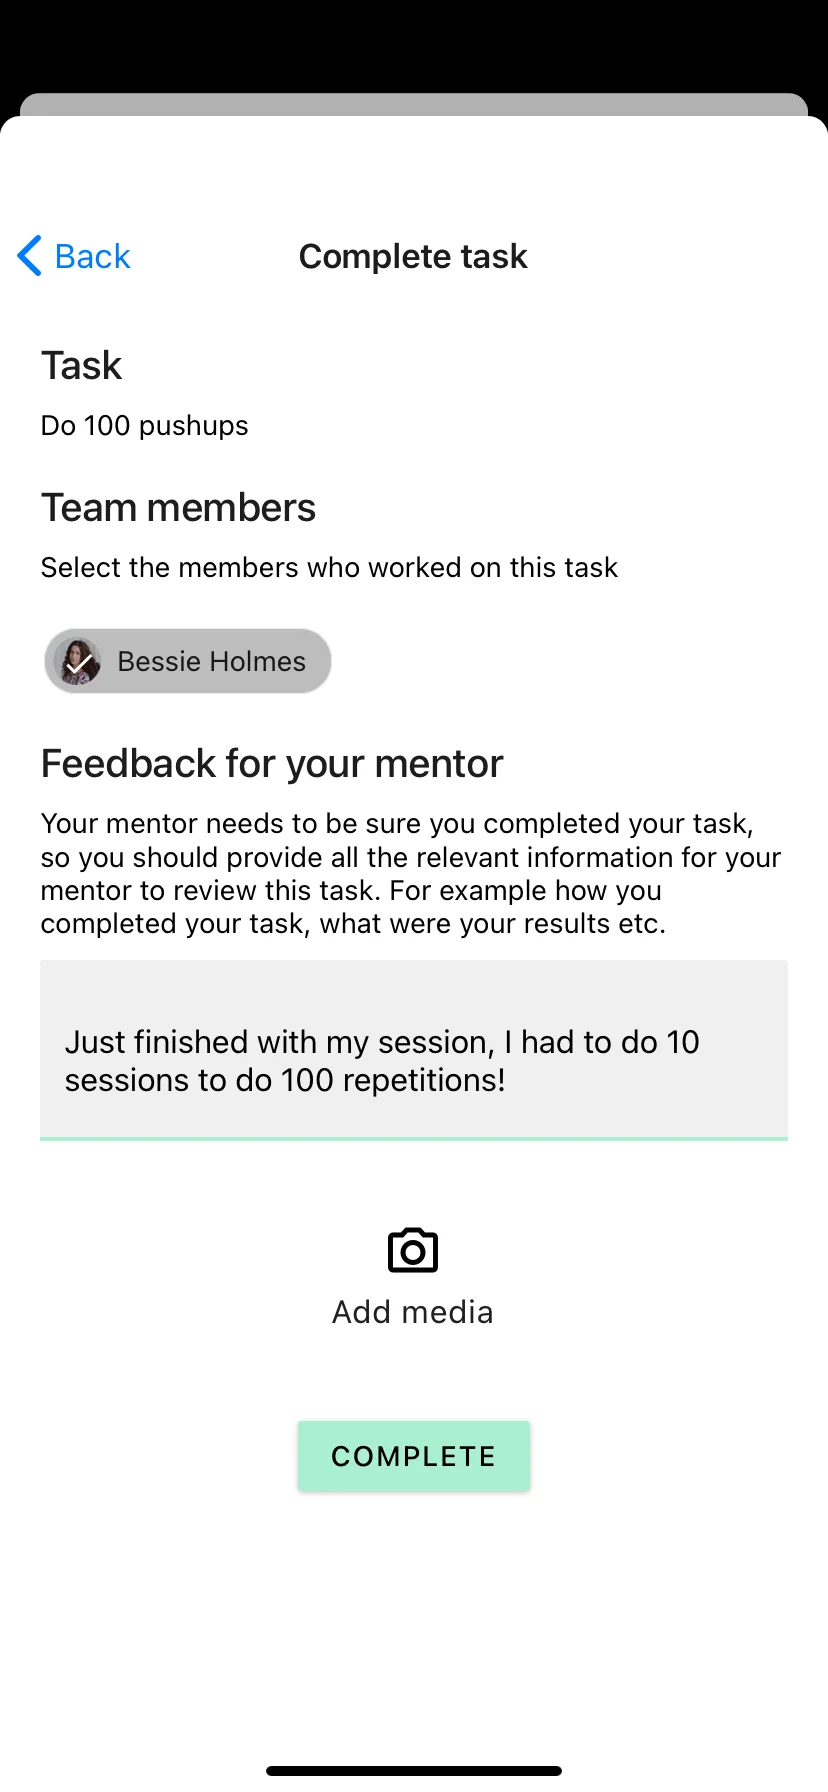 Back
Complete task
Task
Do 100 pushups
Team members
Select the members who worked on this task
Bessie Holmes
Feedback for your mentor
Your mentor needs to be sure you completed your task,
so you should provide all the relevant information for your
mentor to review this task. For example how you
completed your task, what were your results etc.
Just finished with my session, I had to do 10
sessions to do 100 repetitions!
Add media
COMPLETE